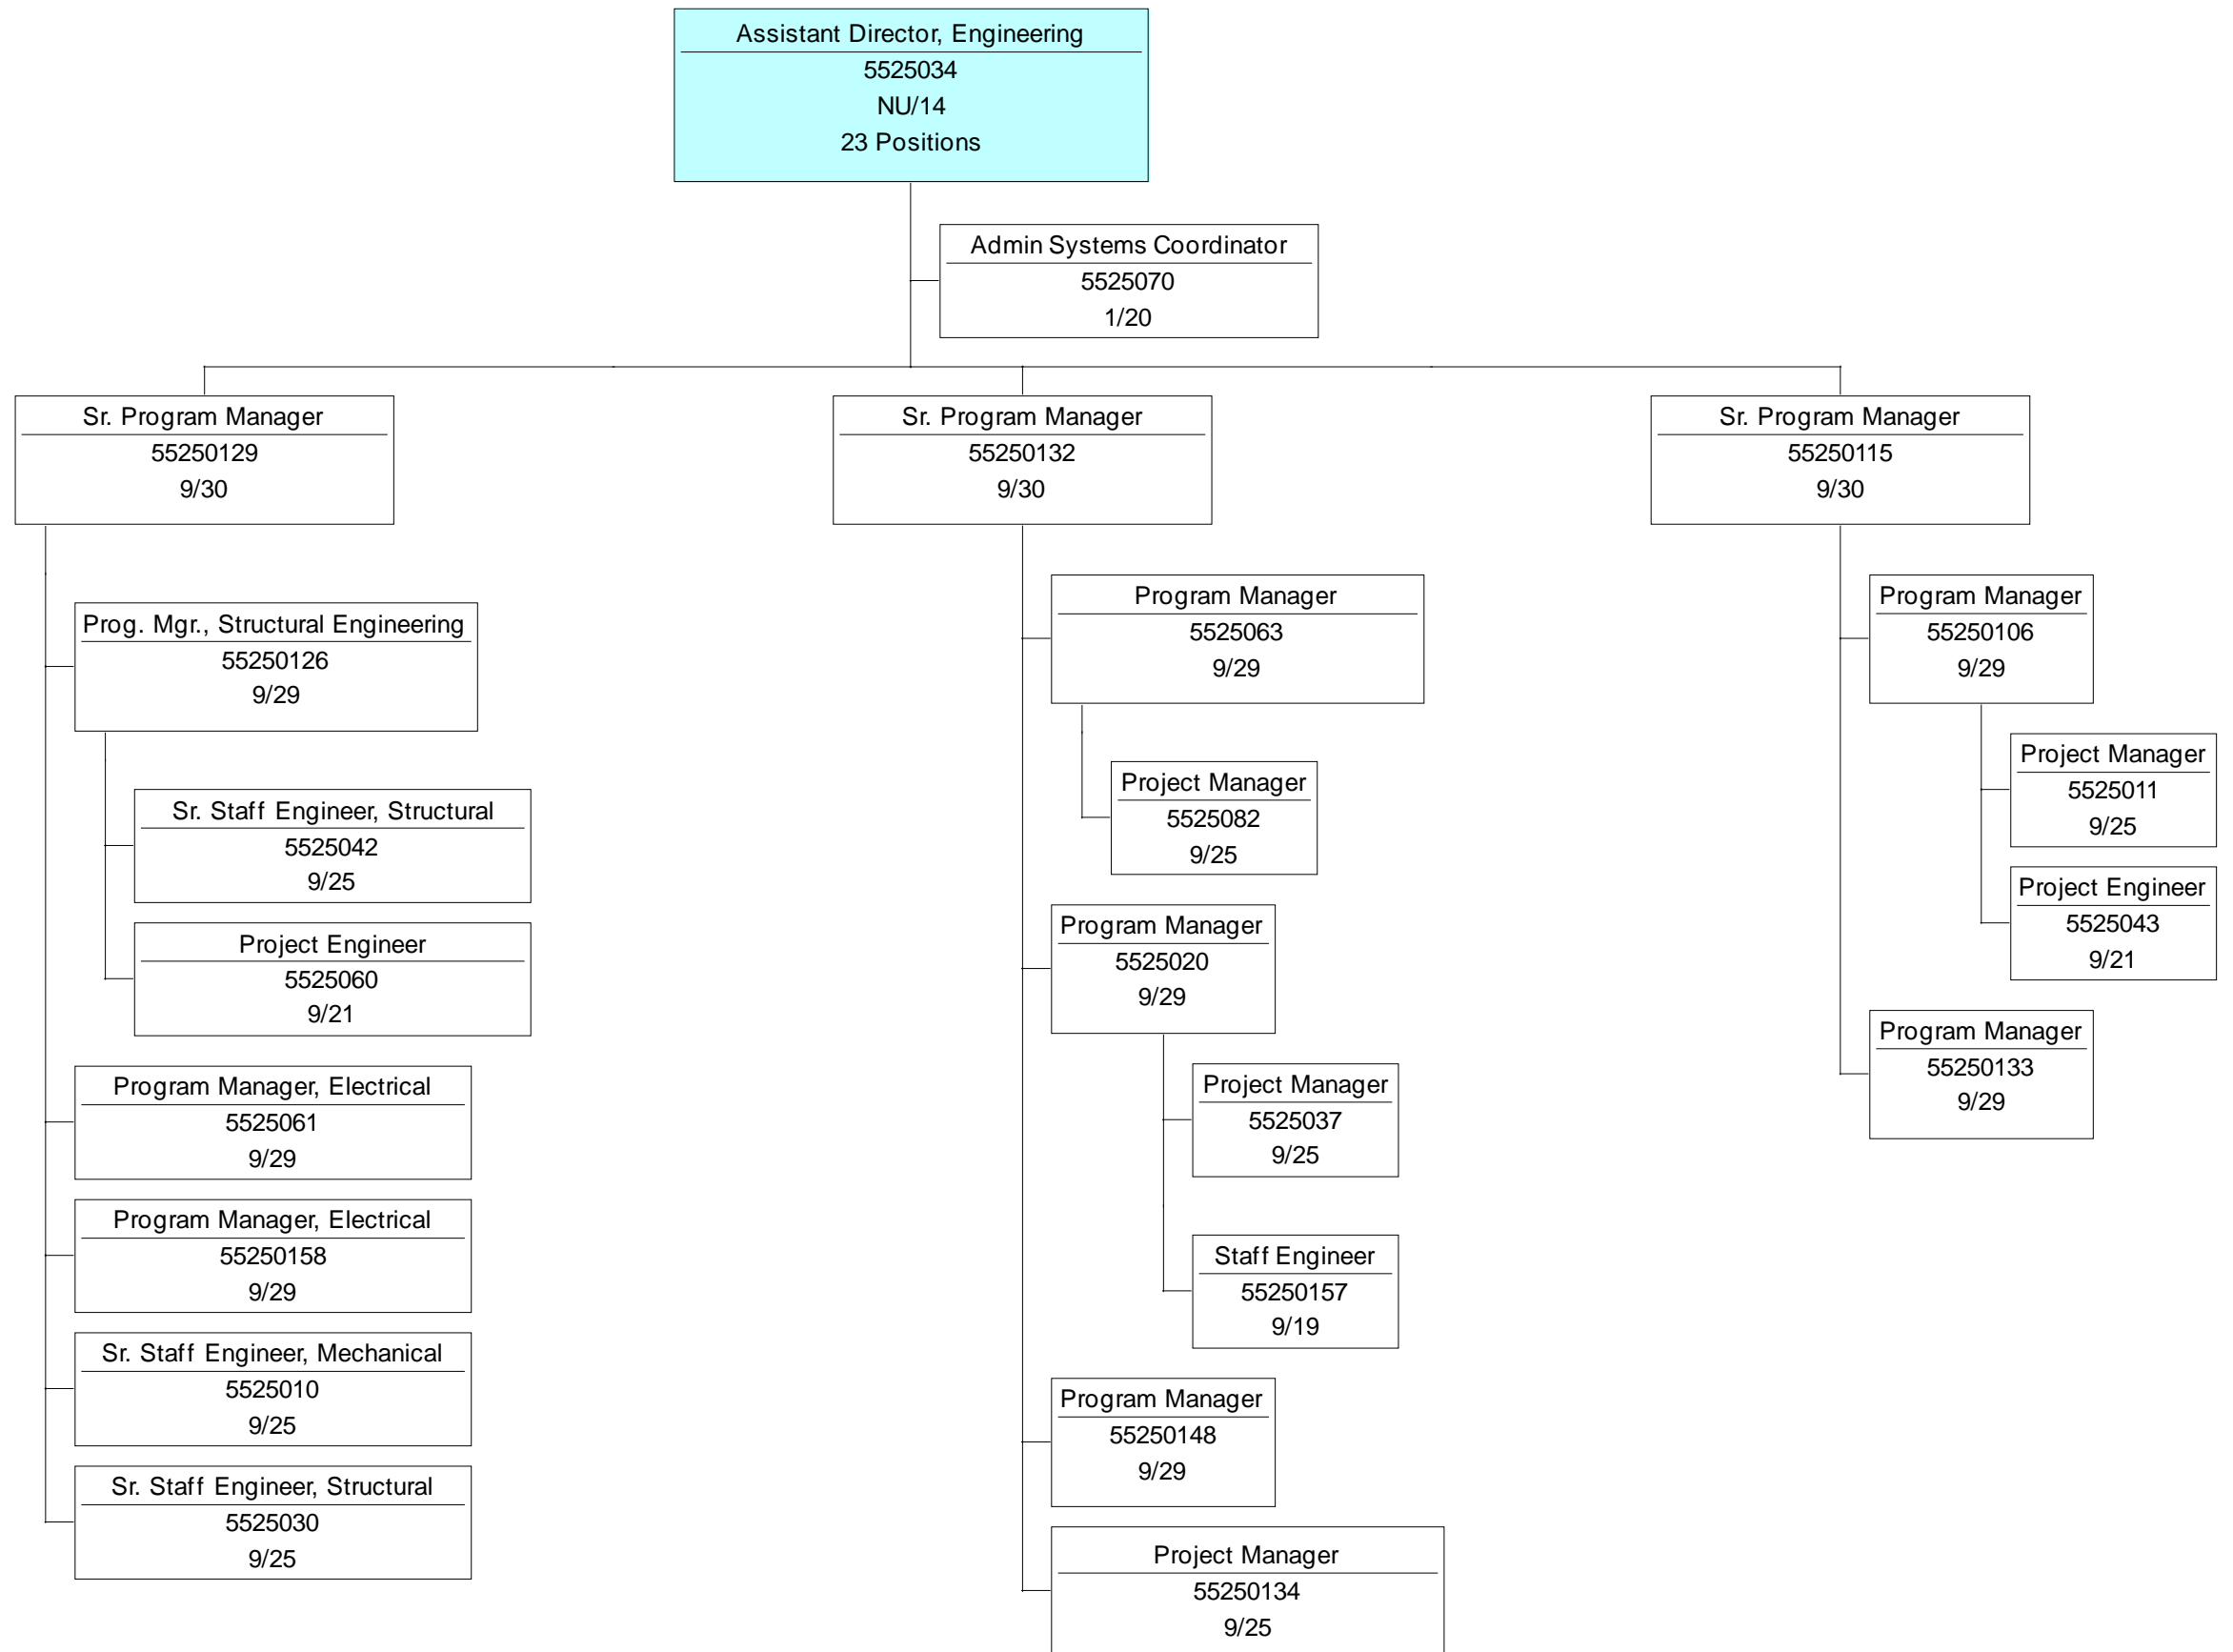 Assistant Director, Engineering
5525034
NU/14
23 Positions
Admin Systems Coordinator
5525070
1/20
Sr. Program Manager
55250129
9/30
Prog. Mgr., Structural Engineering
55250126
9/29
Sr. Staff Engineer, Structural
5525042
9/25
Project Engineer
5525060
9/21
Program Manager, Electrical
5525061
9/29
Program Manager, Electrical
55250158
9/29
Sr. Staff Engineer, Mechanical
5525010
9/25
Sr. Staff Engineer, Structural
5525030
9/25
Sr. Program Manager
55250132
9/30
Program Manager
5525063
9/29
Project Manager
5525082
9/25
Program Manager
5525020
9/29
Project Manager
5525037
9/25
Staff Engineer
55250157
9/19
Program Manager
55250148
9/29
Project Manager
55250134
9/25
Sr. Program Manager
55250115
9/30
Program Manager
55250106
9/29
Project Manager
5525011
9/25
Project Engineer
5525043
9/21
Program Manager
55250133
9/29